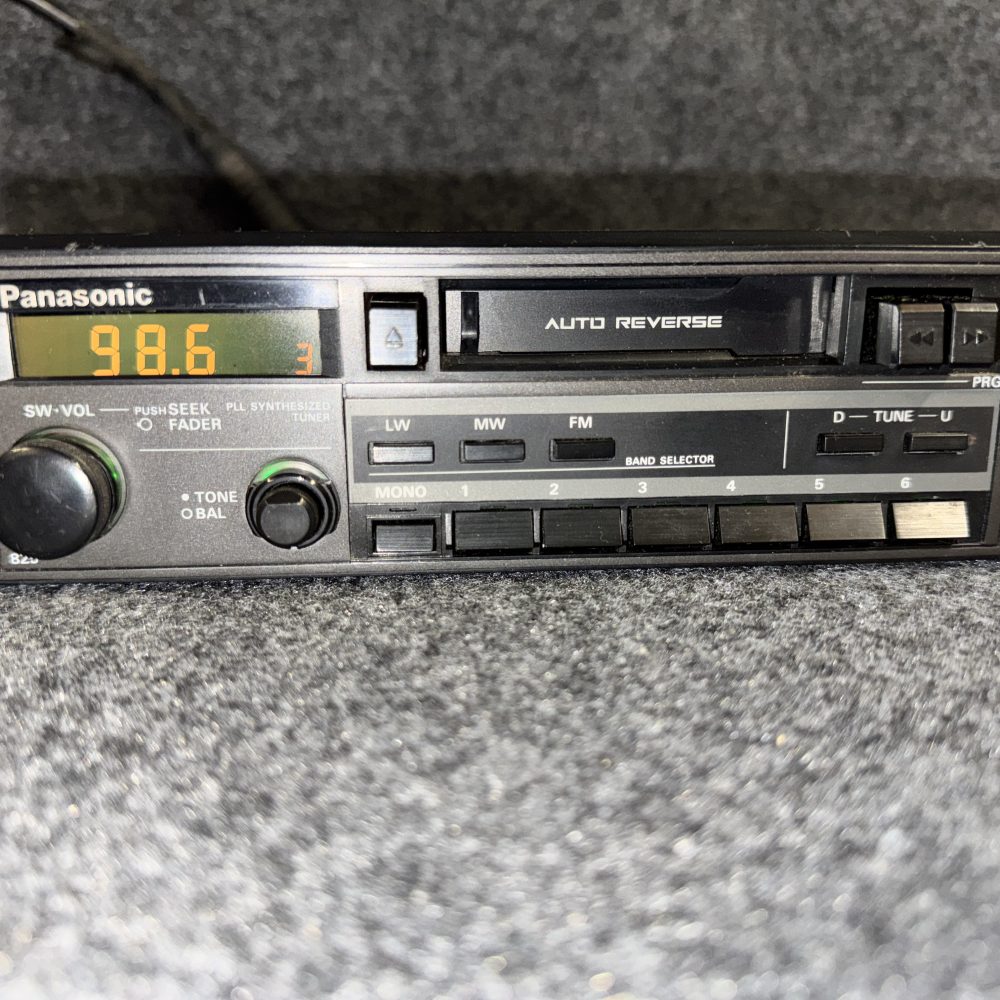 Panasonic
AUTO REVERSE
98.6 3
PRG
SW·VOL PUSH SEEK
FADER
PLL SYNTHESIZED
TUNER
LW MW FM
D — TUNE — U
BAND SELECTOR
TONE
BAL
MONO 1 2 3 4 5 6